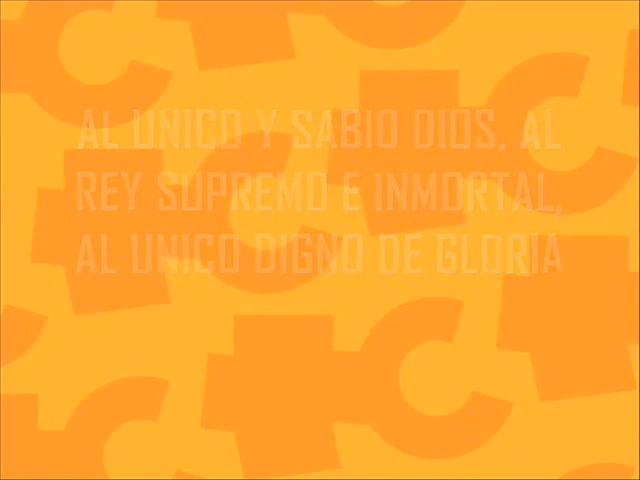 AL UNICO Y SABIO DIOS, AL
REY SUPREMO E INMORTAL,
AL UNICO DIGNO DE GLORIA